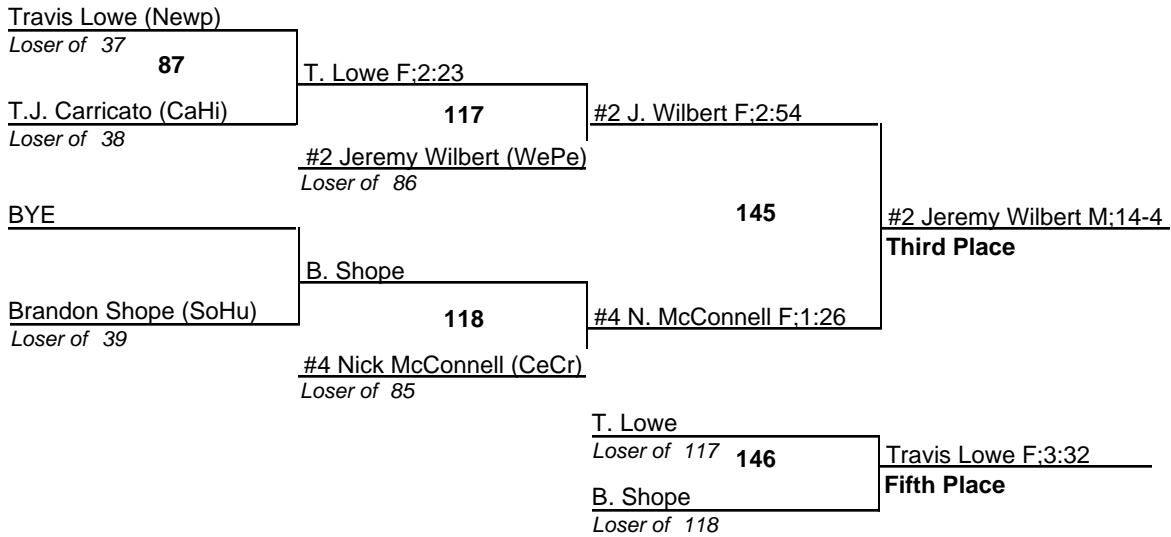 Travis Lowe (Newp)
Loser of 37
87
T. Lowe F;2:23
T.J. Carricato (CaHi)
Loser of 38
117
#2 J. Wilbert F;2:54
#2 Jeremy Wilbert (WePe)
Loser of 86
BYE
145
#2 Jeremy Wilbert M;14-4
Third Place
B. Shope
Brandon Shope (SoHu)
Loser of 39
118
#4 N. McConnell F;1:26
#4 Nick McConnell (CeCr)
Loser of 85
T. Lowe
Loser of 117
146
Travis Lowe F;3:32
Fifth Place
B. Shope
Loser of 118